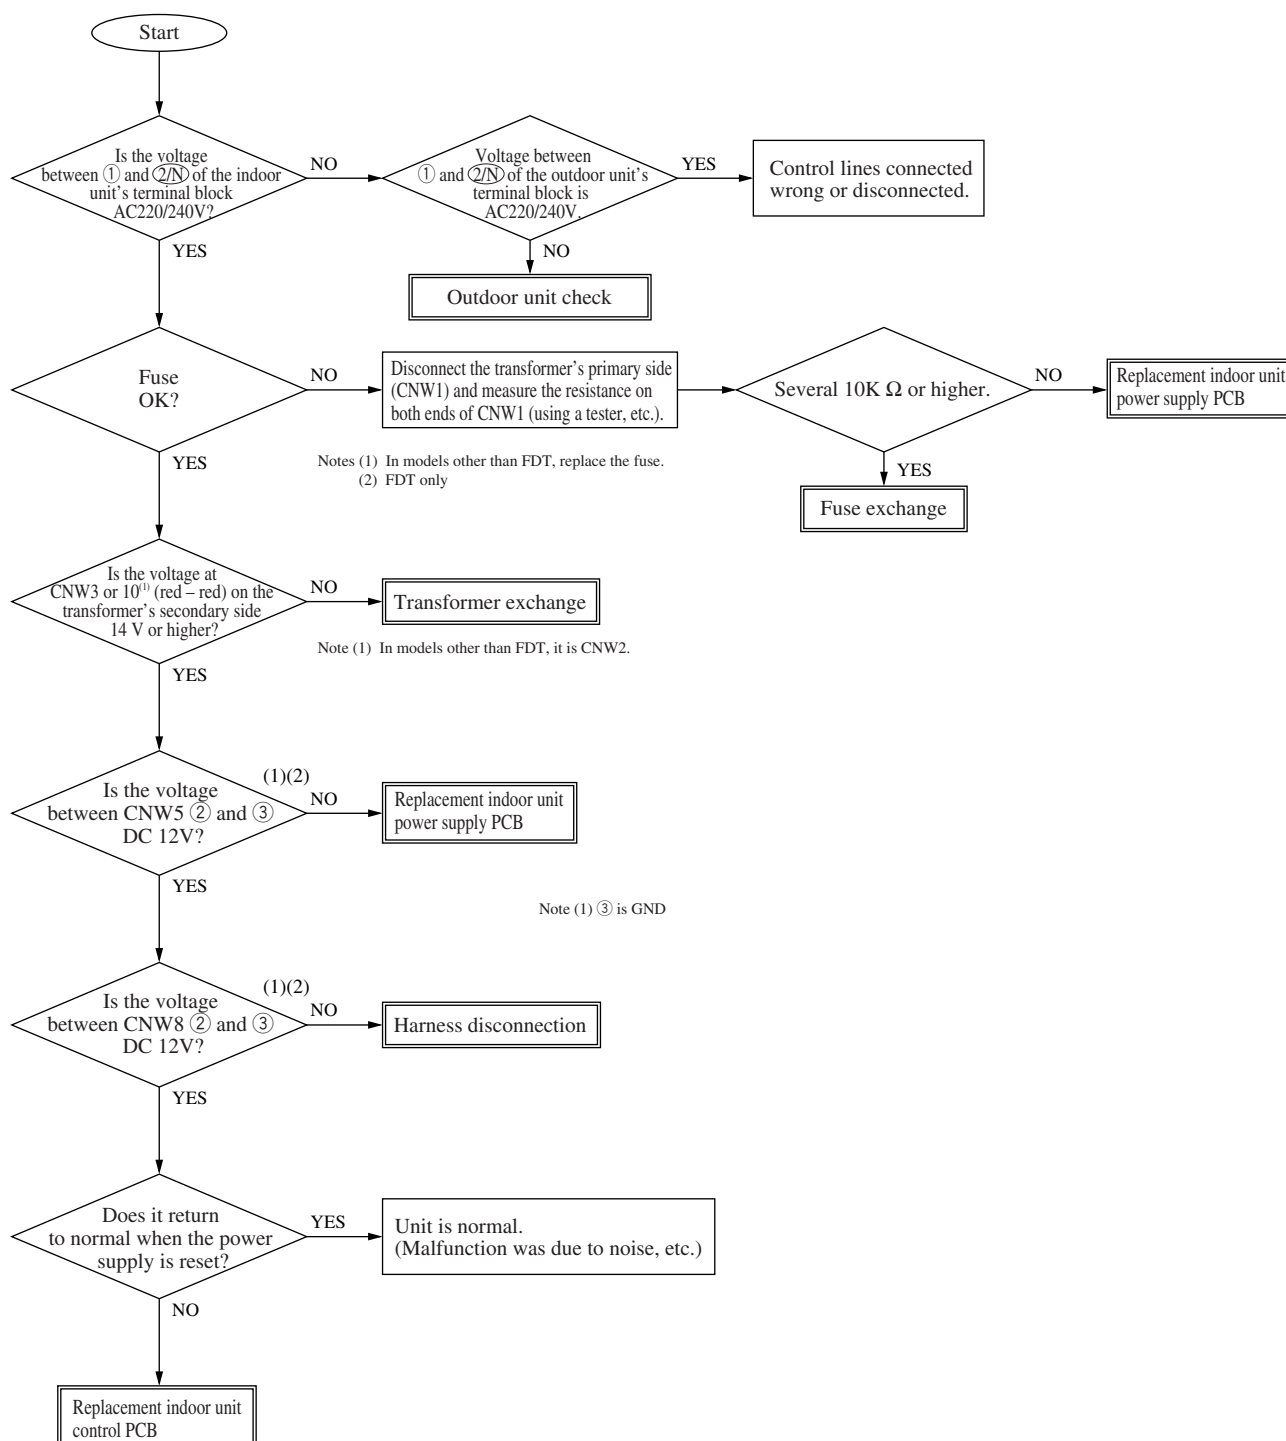 Start
Is the voltage
between ① and 2/N of the indoor
unit's terminal block
AC220/240V?
NO
Voltage between
① and 2/N of the outdoor unit's
terminal block is
AC220/240V.
YES
Control lines connected
wrong or disconnected.
YES
NO
Outdoor unit check
Fuse
OK?
NO
Disconnect the transformer's primary side
(CNW1) and measure the resistance on
both ends of CNW1 (using a tester, etc.).
Several 10K Ω or higher.
NO
Replacement indoor unit
power supply PCB
YES
Notes (1) In models other than FDT, replace the fuse.
(2) FDT only
YES
Fuse exchange
Is the voltage at
CNW3 or 10⁽¹⁾ (red – red) on the
transformer's secondary side
14 V or higher?
NO
Transformer exchange
Note (1) In models other than FDT, it is CNW2.
YES
Is the voltage
between CNW5 ② and ③
DC 12V?
(1)(2)
NO
Replacement indoor unit
power supply PCB
YES
Note (1) ③ is GND
Is the voltage
between CNW8 ② and ③
DC 12V?
(1)(2)
NO
Harness disconnection
YES
Does it return
to normal when the power
supply is reset?
YES
Unit is normal.
(Malfunction was due to noise, etc.)
NO
Replacement indoor unit
control PCB